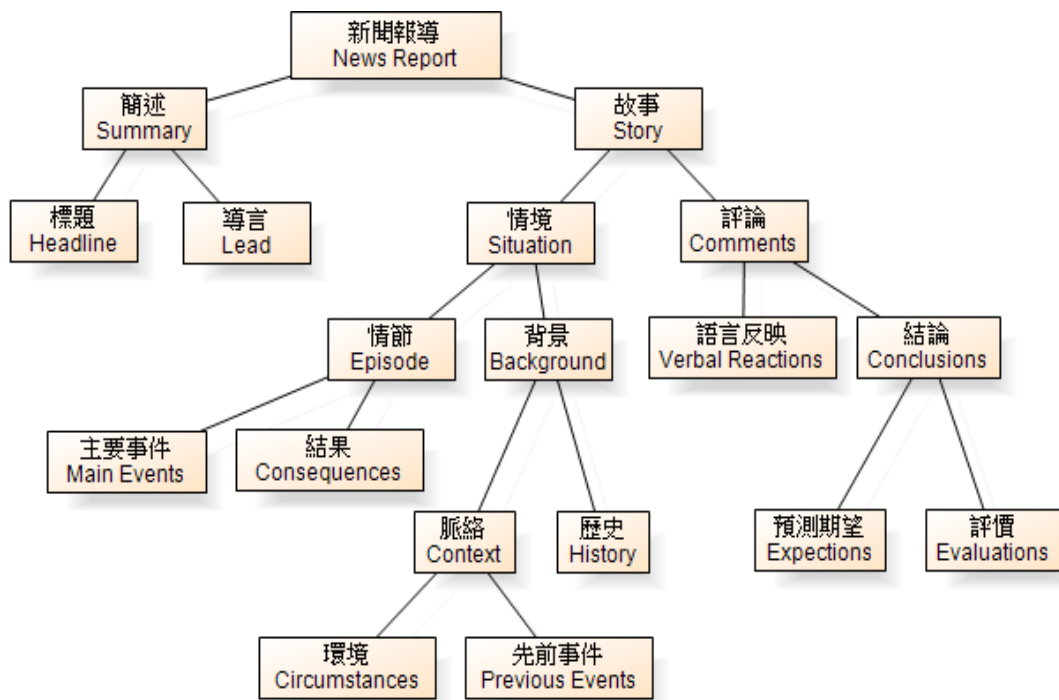 新聞報導
News Report
簡述
Summary
故事
Story
標題
Headline
導言
Lead
情境
Situation
評論
Comments
情節
Episode
背景
Background
語言反映
Verbal Reactions
結論
Conclusions
主要事件
Main Events
結果
Consequences
脈絡
Context
歷史
History
預測期望
Expections
評價
Evaluations
環境
Circumstances
先前事件
Previous Events